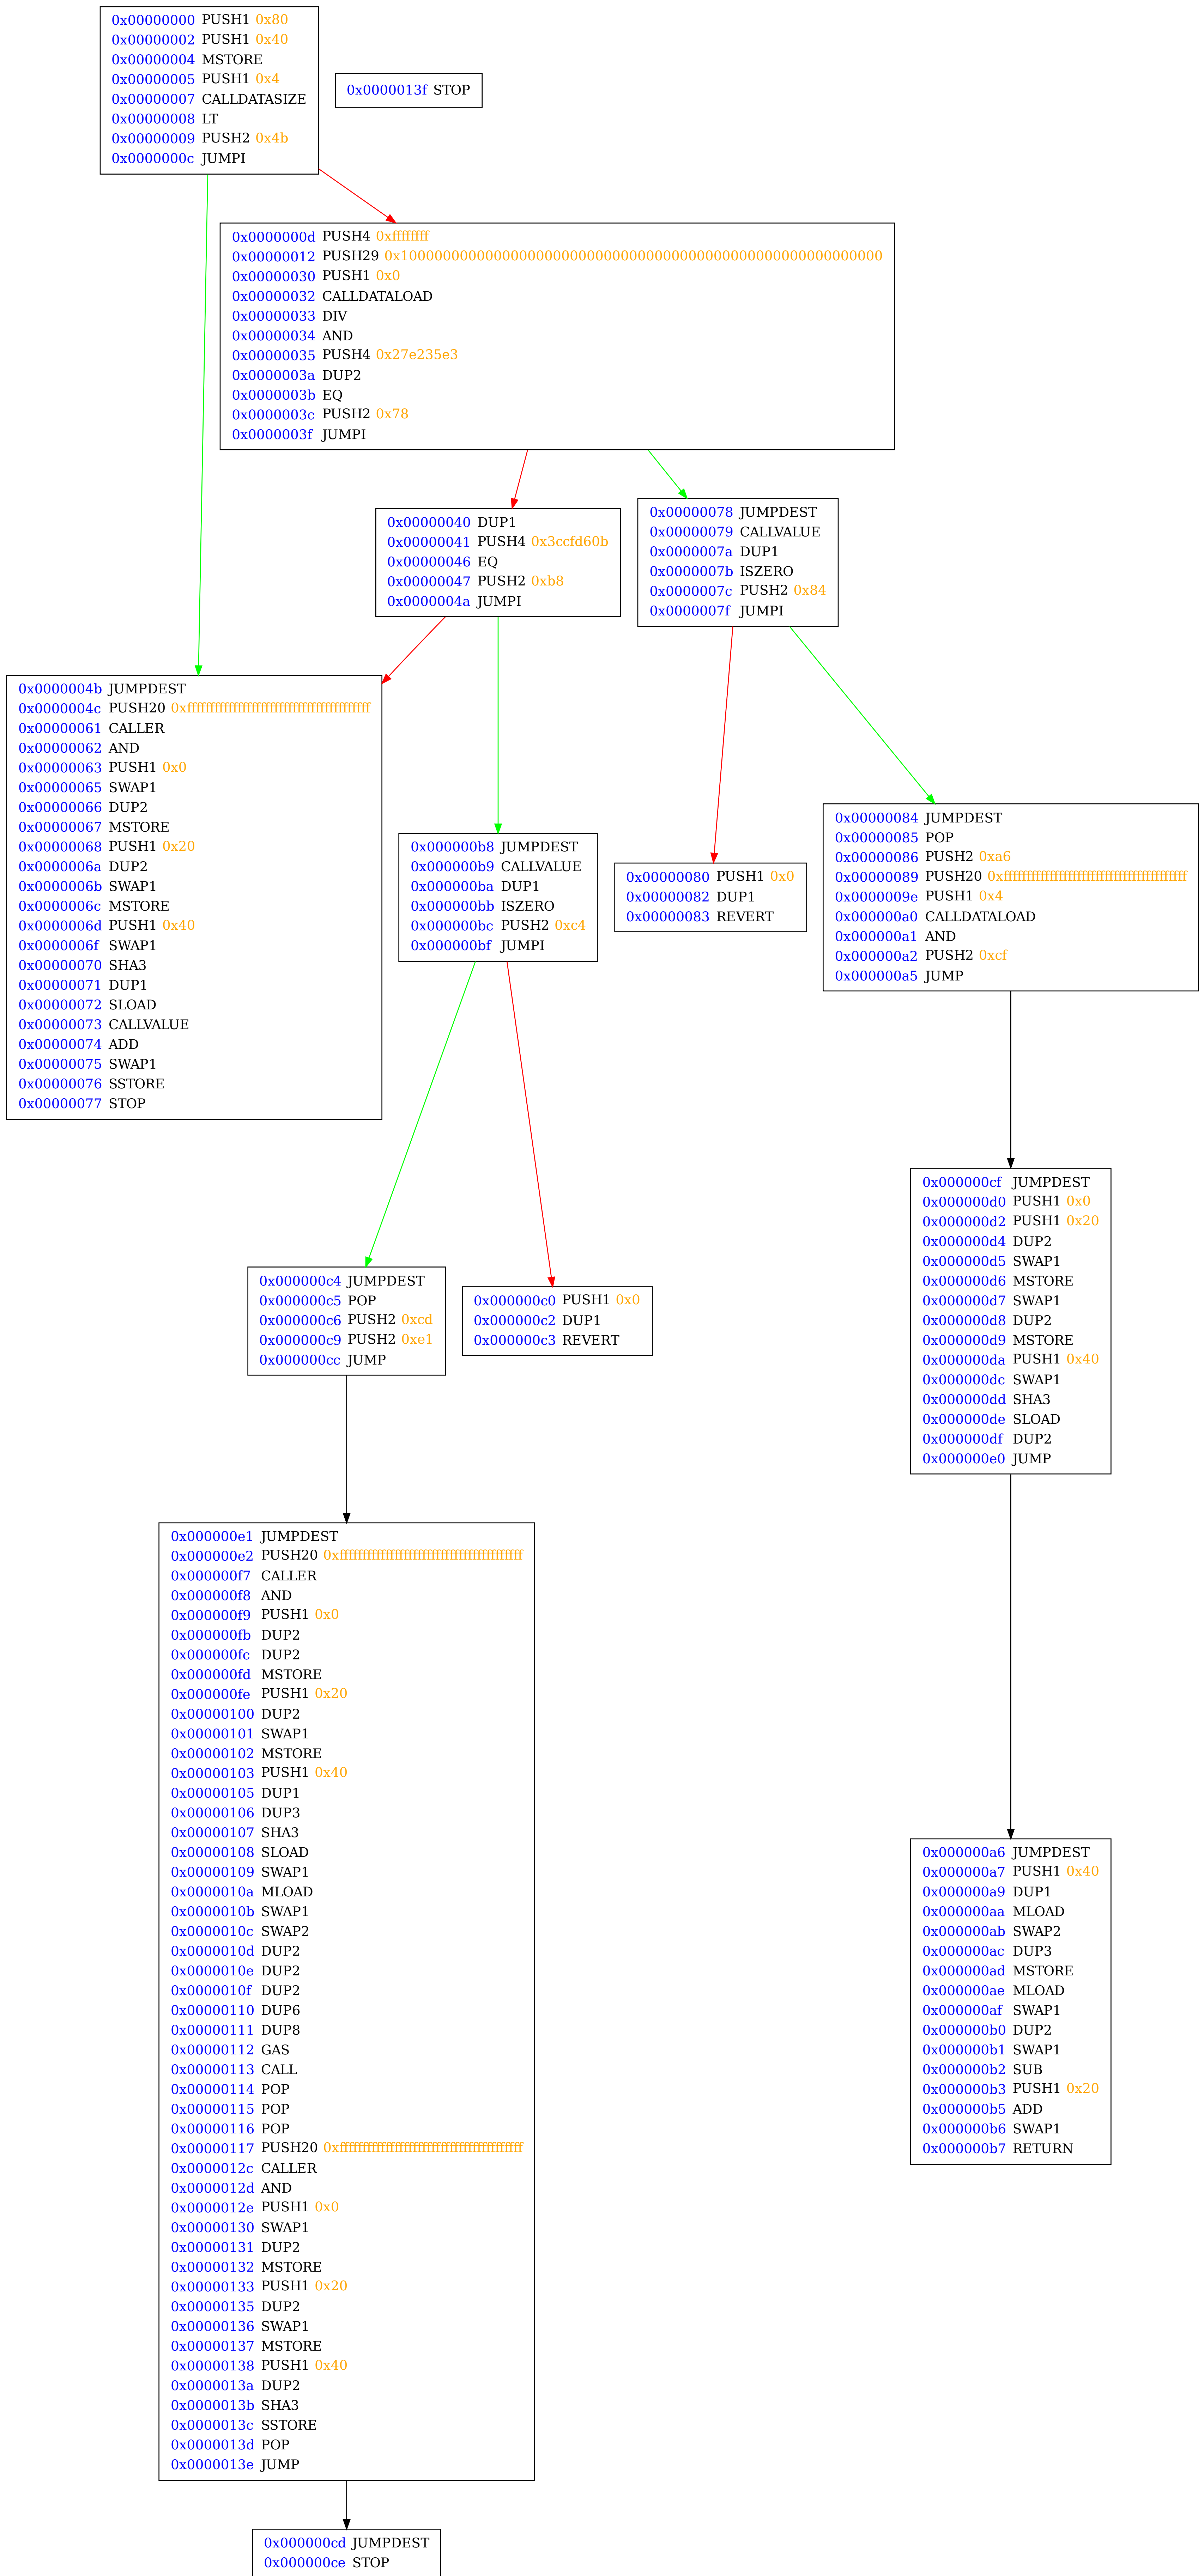 0x00000000 PUSH1 0x80
0x00000002 PUSH1 0x40
0x00000004 MSTORE
0x00000005 PUSH1 0x4
0x00000007 CALLDATASIZE
0x00000008 LT
0x00000009 PUSH2 0x4b
0x0000000c JUMPI
0x0000013f STOP
0x0000000d PUSH4 0xffffffff
0x00000012 PUSH29 0x100000000000000000000000000000000000000000000000000000000
0x00000030 PUSH1 0x0
0x00000032 CALLDATALOAD
0x00000033 DIV
0x00000034 AND
0x00000035 PUSH4 0x27e235e3
0x0000003a DUP2
0x0000003b EQ
0x0000003c PUSH2 0x78
0x0000003f JUMPI
0x00000040 DUP1
0x00000041 PUSH4 0x3ccfd60b
0x00000046 EQ
0x00000047 PUSH2 0xb8
0x0000004a JUMPI
0x00000078 JUMPDEST
0x00000079 CALLVALUE
0x0000007a DUP1
0x0000007b ISZERO
0x0000007c PUSH2 0x84
0x0000007f JUMPI
0x0000004b JUMPDEST
0x0000004c PUSH20 0xffffffffffffffffffffffffffffffffffffffff
0x00000061 CALLER
0x00000062 AND
0x00000063 PUSH1 0x0
0x00000065 SWAP1
0x00000066 DUP2
0x00000067 MSTORE
0x00000068 PUSH1 0x20
0x0000006a DUP2
0x0000006b SWAP1
0x0000006c MSTORE
0x0000006d PUSH1 0x40
0x0000006f SWAP1
0x00000070 SHA3
0x00000071 DUP1
0x00000072 SLOAD
0x00000073 CALLVALUE
0x00000074 ADD
0x00000075 SWAP1
0x00000076 SSTORE
0x00000077 STOP
0x000000b8 JUMPDEST
0x000000b9 CALLVALUE
0x000000ba DUP1
0x000000bb ISZERO
0x000000bc PUSH2 0xc4
0x000000bf JUMPI
0x00000080 PUSH1 0x0
0x00000082 DUP1
0x00000083 REVERT
0x00000084 JUMPDEST
0x00000085 POP
0x00000086 PUSH2 0xa6
0x00000089 PUSH20 0xffffffffffffffffffffffffffffffffffffffff
0x0000009e PUSH1 0x4
0x000000a0 CALLDATALOAD
0x000000a1 AND
0x000000a2 PUSH2 0xcf
0x000000a5 JUMP
0x000000cf JUMPDEST
0x000000d0 PUSH1 0x0
0x000000d2 PUSH1 0x20
0x000000d4 DUP2
0x000000d5 SWAP1
0x000000d6 MSTORE
0x000000d7 SWAP1
0x000000d8 DUP2
0x000000d9 MSTORE
0x000000da PUSH1 0x40
0x000000dc SWAP1
0x000000dd SHA3
0x000000de SLOAD
0x000000df DUP2
0x000000e0 JUMP
0x000000c4 JUMPDEST
0x000000c5 POP
0x000000c6 PUSH2 0xcd
0x000000c9 PUSH2 0xe1
0x000000cc JUMP
0x000000c0 PUSH1 0x0
0x000000c2 DUP1
0x000000c3 REVERT
0x000000e1 JUMPDEST
0x000000e2 PUSH20 0xffffffffffffffffffffffffffffffffffffffff
0x000000f7 CALLER
0x000000f8 AND
0x000000f9 PUSH1 0x0
0x000000fb DUP2
0x000000fc DUP2
0x000000fd MSTORE
0x000000fe PUSH1 0x20
0x00000100 DUP2
0x00000101 SWAP1
0x00000102 MSTORE
0x00000103 PUSH1 0x40
0x00000105 DUP1
0x00000106 DUP3
0x00000107 SHA3
0x00000108 SLOAD
0x00000109 SWAP1
0x0000010a MLOAD
0x0000010b SWAP1
0x0000010c SWAP2
0x0000010d DUP2
0x0000010e DUP2
0x0000010f DUP2
0x00000110 DUP6
0x00000111 DUP8
0x00000112 GAS
0x00000113 CALL
0x00000114 POP
0x00000115 POP
0x00000116 POP
0x00000117 PUSH20 0xffffffffffffffffffffffffffffffffffffffff
0x0000012c CALLER
0x0000012d AND
0x0000012e PUSH1 0x0
0x00000130 SWAP1
0x00000131 DUP2
0x00000132 MSTORE
0x00000133 PUSH1 0x20
0x00000135 DUP2
0x00000136 SWAP1
0x00000137 MSTORE
0x00000138 PUSH1 0x40
0x0000013a DUP2
0x0000013b SHA3
0x0000013c SSTORE
0x0000013d POP
0x0000013e JUMP
0x000000a6 JUMPDEST
0x000000a7 PUSH1 0x40
0x000000a9 DUP1
0x000000aa MLOAD
0x000000ab SWAP2
0x000000ac DUP3
0x000000ad MSTORE
0x000000ae MLOAD
0x000000af SWAP1
0x000000b0 DUP2
0x000000b1 SWAP1
0x000000b2 SUB
0x000000b3 PUSH1 0x20
0x000000b5 ADD
0x000000b6 SWAP1
0x000000b7 RETURN
0x000000cd JUMPDEST
0x000000ce STOP